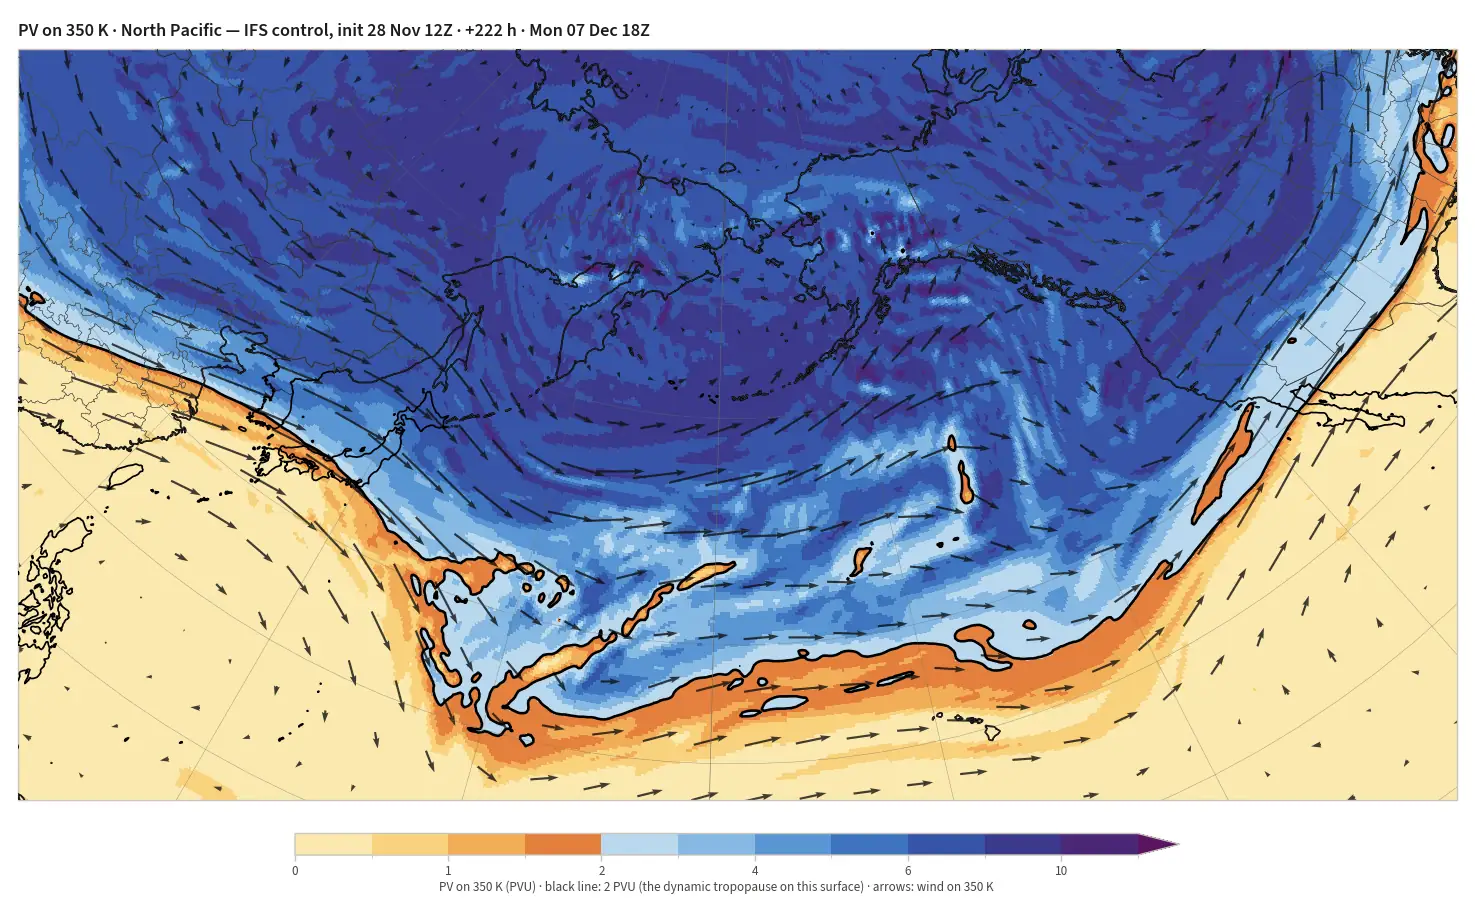 PV on 350 K · North Pacific — IFS control, init 28 Nov 12Z · +222 h · Mon 07 Dec 18Z
0 1 2 4 6 10
PV on 350 K (PVU) · black line: 2 PVU (the dynamic tropopause on this surface) · arrows: wind on 350 K